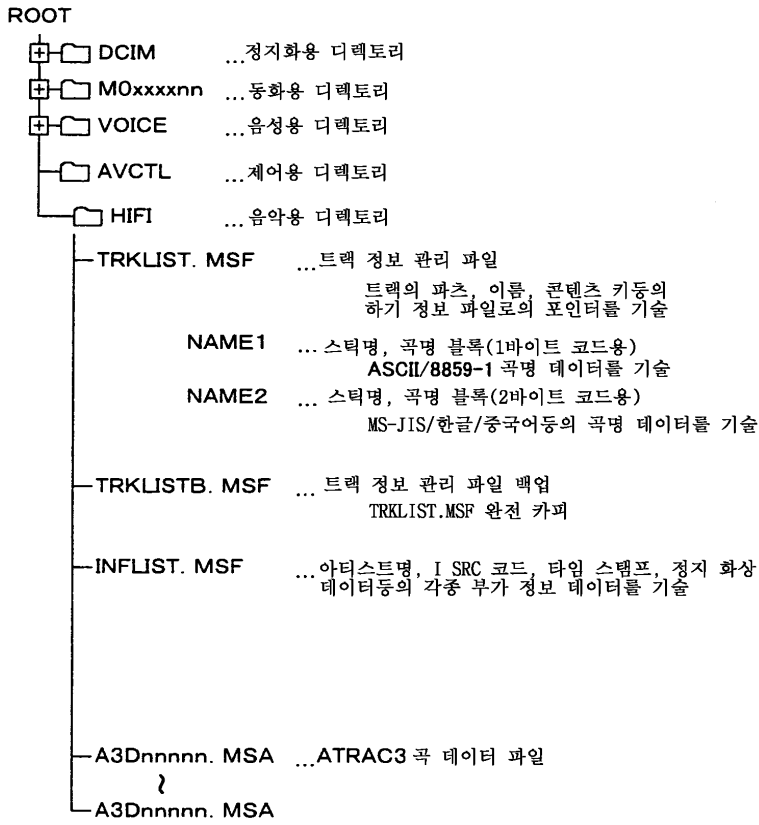 ROOT
DCIM ...정지화용 디렉토리
M0xxxxnn ...동화용 디렉토리
VOICE ...음성용 디렉토리
AVCTL ...제어용 디렉토리
HIFI ...음악용 디렉토리
TRKLIST. MSF ...트랙 정보 관리 파일
트랙의 파츠, 이름, 콘텐츠 키등의
하기 정보 파일로의 포인터를 기술
NAME1 ... 스틱명, 곡명 블록(1바이트 코드용)
ASCII/8859-1 곡명 데이터를 기술
NAME2 ... 스틱명, 곡명 블록(2바이트 코드용)
MS-JIS/한글/중국어등의 곡명 데이터를 기술
TRKLISTB. MSF ... 트랙 정보 관리 파일 백업
TRKLIST.MSF 완전 카피
INFLIST. MSF ...아티스트명, I SRC 코드, 타임 스탬프, 정지 화상
데이터등의 각종 부가 정보 데이터를 기술
A3Dnnnnn. MSA ...ATRAC3 곡 데이터 파일
~
A3Dnnnnn. MSA